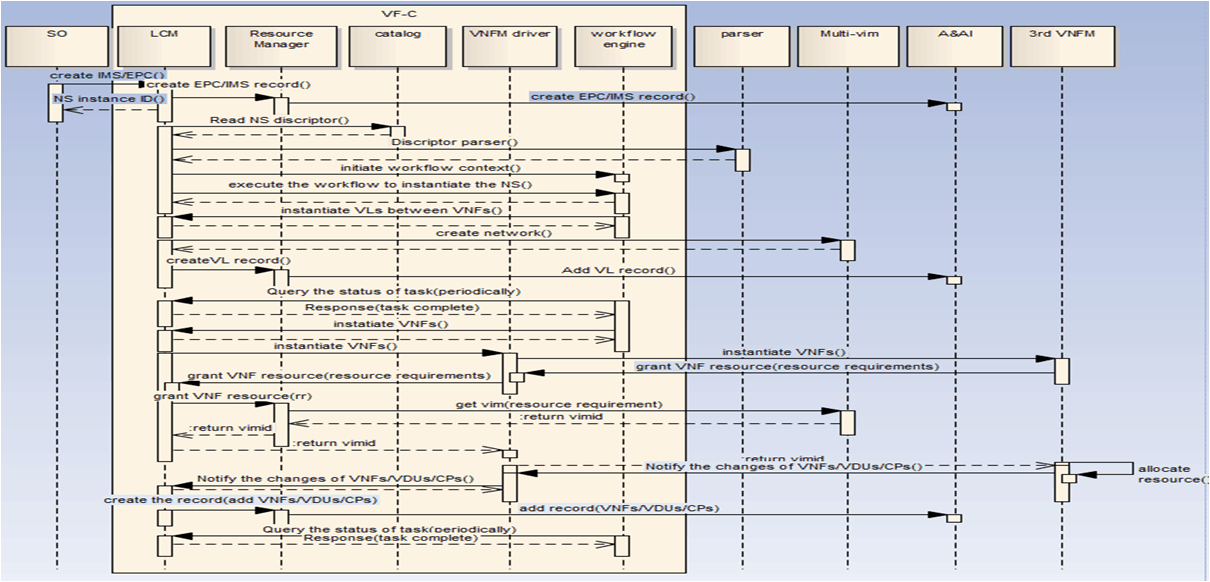 VF-C
SO
LCM
Resource
Manager
catalog
VNFM driver
workflow
engine
parser
Multi-vim
A&AI
3rd VNFM
create IMS/EPC()
create EPC/IMS record()
create EPC/IMS record()
NS instance ID()
Read NS discriptor()
Discriptor parser()
initiate workflow context()
execute the workflow to instantiate the NS()
instantiate VLs between VNFs()
create network()
createVL record()
Add VL record()
Query the status of task(periodically)
Response(task complete)
instatiate VNFs()
instantiate VNFs()
instantiate VNFs()
grant VNF resource(resource requirements)
grant VNF resource(resource requirements)
grant VNF resource(rr)
get vim(resource requirement)
:return vimid
:return vimid
:return vimid
:return vimid
Notify the changes of VNFs/VDUs/CPs()
allocate
resource()
Notify the changes of VNFs/VDUs/CPs()
create the record(add VNFs/VDUs/CPs)
add record(VNFs/VDUs/CPs)
Query the status of task(periodically)
Response(task complete)